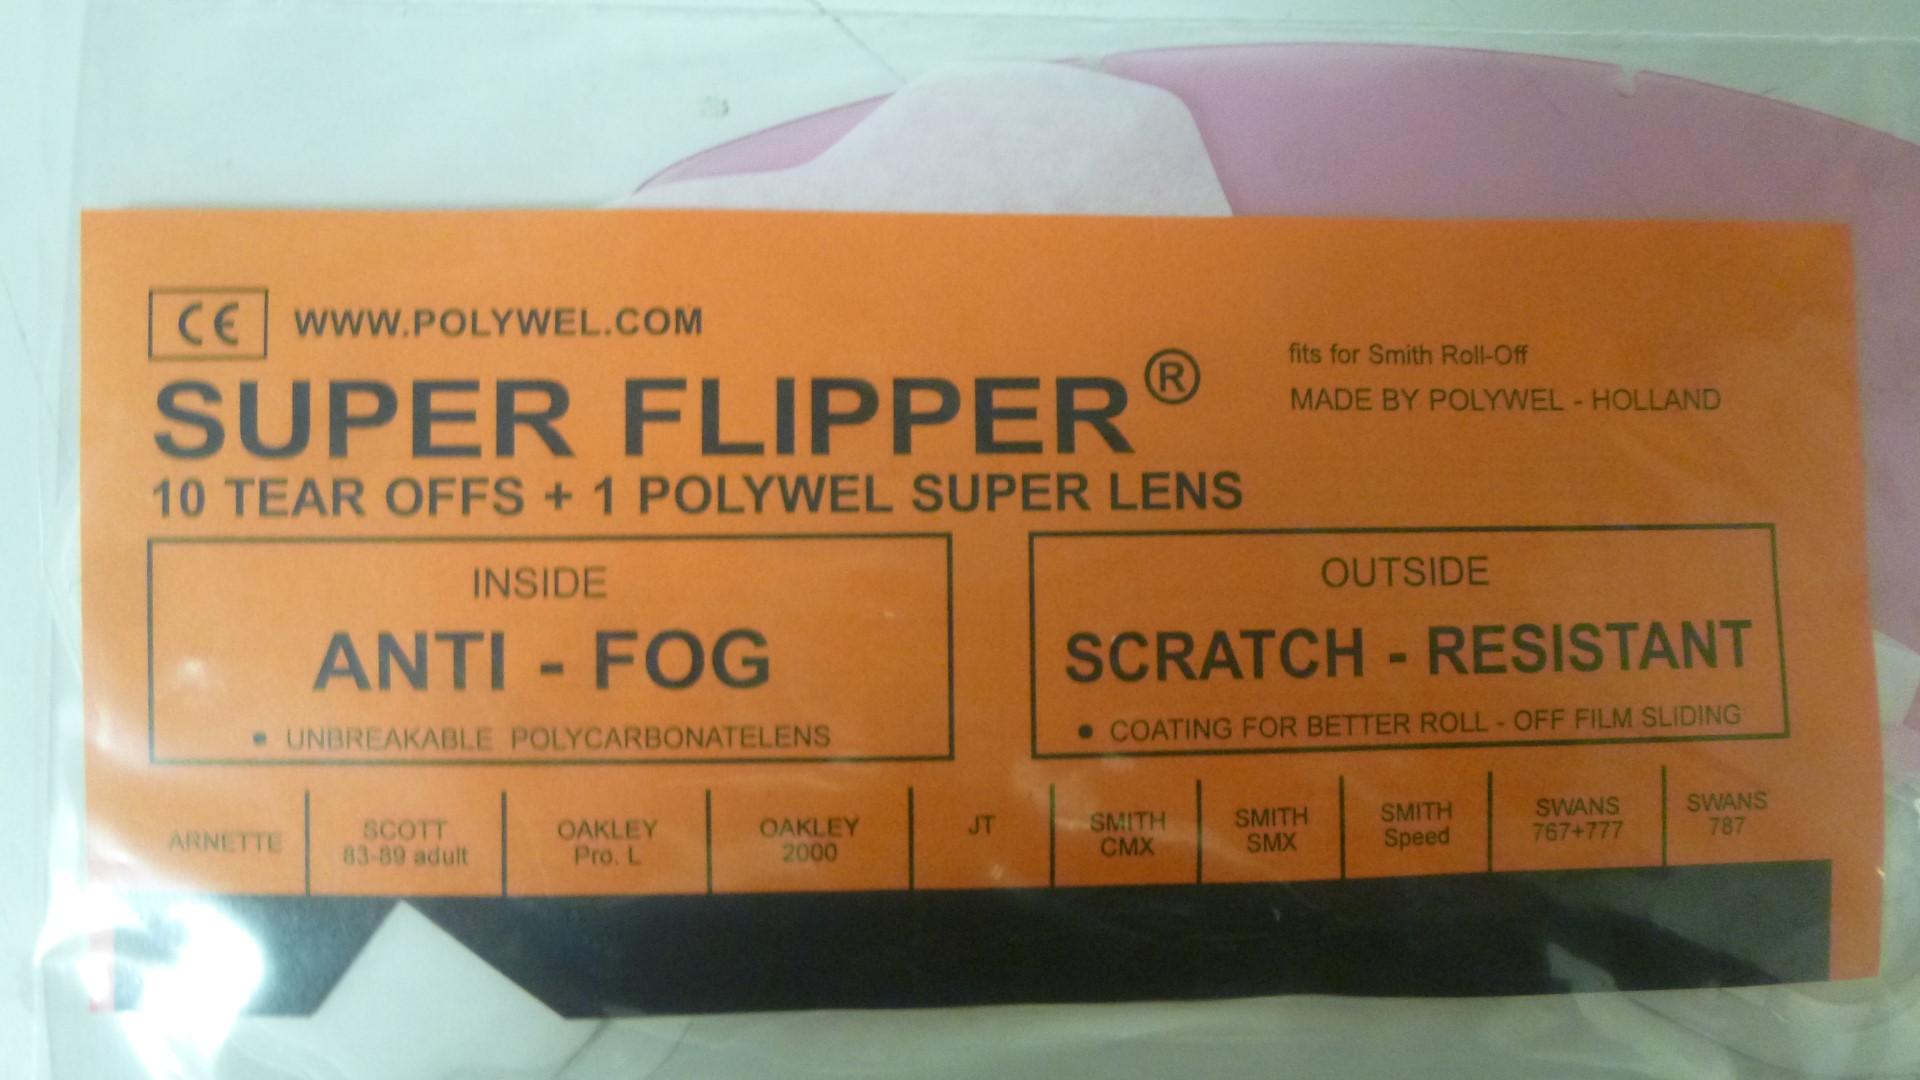 CE WWW.POLYWEL.COM
SUPER FLIPPER®
10 TEAR OFFS + 1 POLYWEL SUPER LENS
fits for Smith Roll-Off
MADE BY POLYWEL - HOLLAND
INSIDE
ANTI - FOG
• UNBREAKABLE POLYCARBONATELENS
OUTSIDE
SCRATCH - RESISTANT
• COATING FOR BETTER ROLL - OFF FILM SLIDING
ARNETTE
SCOTT
83-89 adult
OAKLEY
Pro. L
OAKLEY
2000
JT
SMITH
CMX
SMITH
SMX
SMITH
Speed
SWANS
767+777
SWANS
787